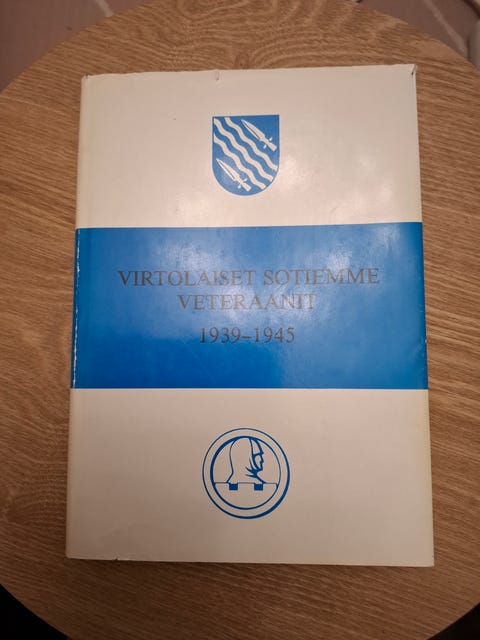 VIRTOLAISET SOTIEMME
VETERAANIT
1939–1945